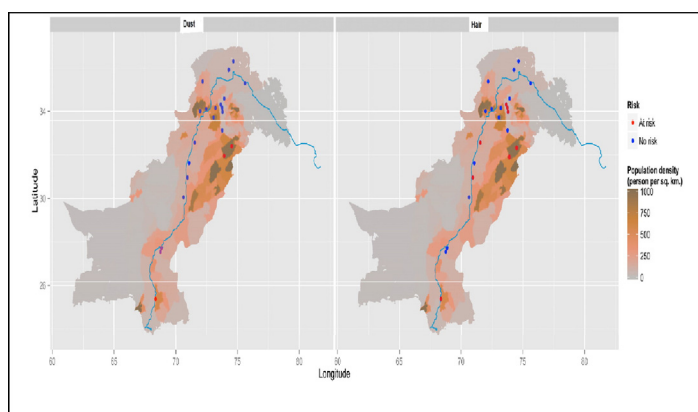 Dust
Hair
34
30
26
Latitude
60 65 70 75 80
60 65 70 75 80
Longitude
Risk
At risk
No risk
Population density
(person per sq. km.)
1000
750
500
250
0